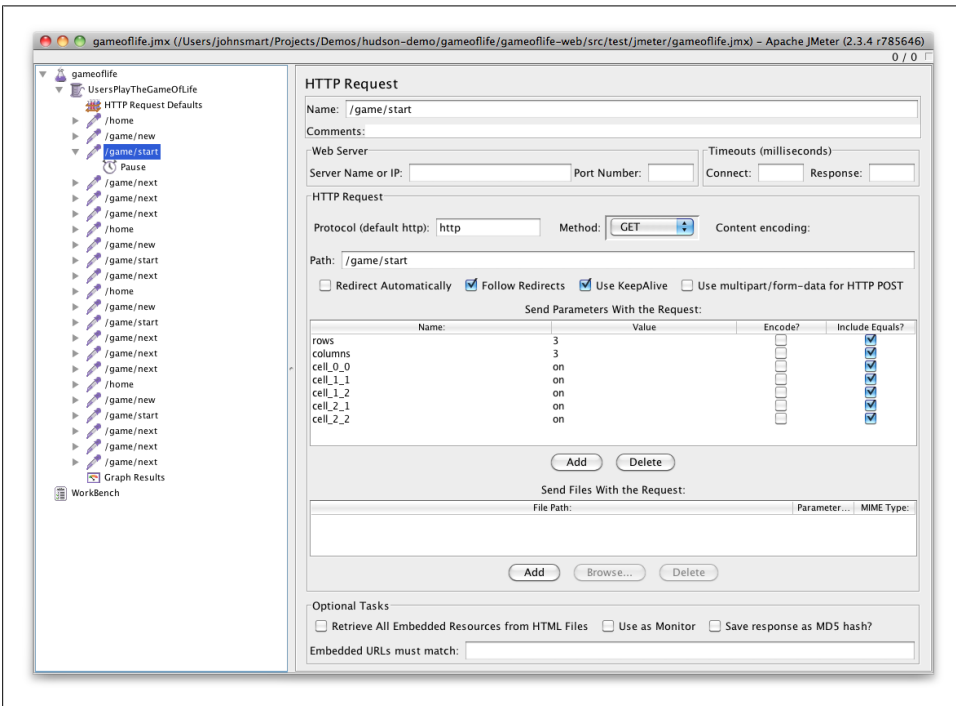 gameoflife.jmx (/Users/johnsmart/Projects/Demos/hudson-demo/gameoflife/gameoflife-web/src/test/jmeter/gameoflife.jmx) – Apache JMeter (2.3.4 r785646)
0 / 0
gameoflife
UsersPlayTheGameOfLife
HTTP Request Defaults
/home
/game/new
/game/start
Pause
/game/next
/game/next
/game/next
/home
/game/new
/game/start
/game/next
/home
/game/new
/game/start
/game/next
/game/next
/game/next
/home
/game/new
/game/start
/game/next
/game/next
/game/next
Graph Results
WorkBench
HTTP Request
Name: /game/start
Comments:
Web Server
Server Name or IP: Port Number:
Timeouts (milliseconds)
Connect: Response:
HTTP Request
Protocol (default http): http Method: GET Content encoding:
Path: /game/start
Redirect Automatically Follow Redirects Use KeepAlive Use multipart/form-data for HTTP POST
Send Parameters With the Request:
Name: Value Encode? Include Equals?
rows 3
columns 3
cell_0_0 on
cell_1_1 on
cell_1_2 on
cell_2_1 on
cell_2_2 on
Add Delete
Send Files With the Request:
File Path: Parameter... MIME Type:
Add Browse... Delete
Optional Tasks
Retrieve All Embedded Resources from HTML Files Use as Monitor Save response as MD5 hash?
Embedded URLs must match: